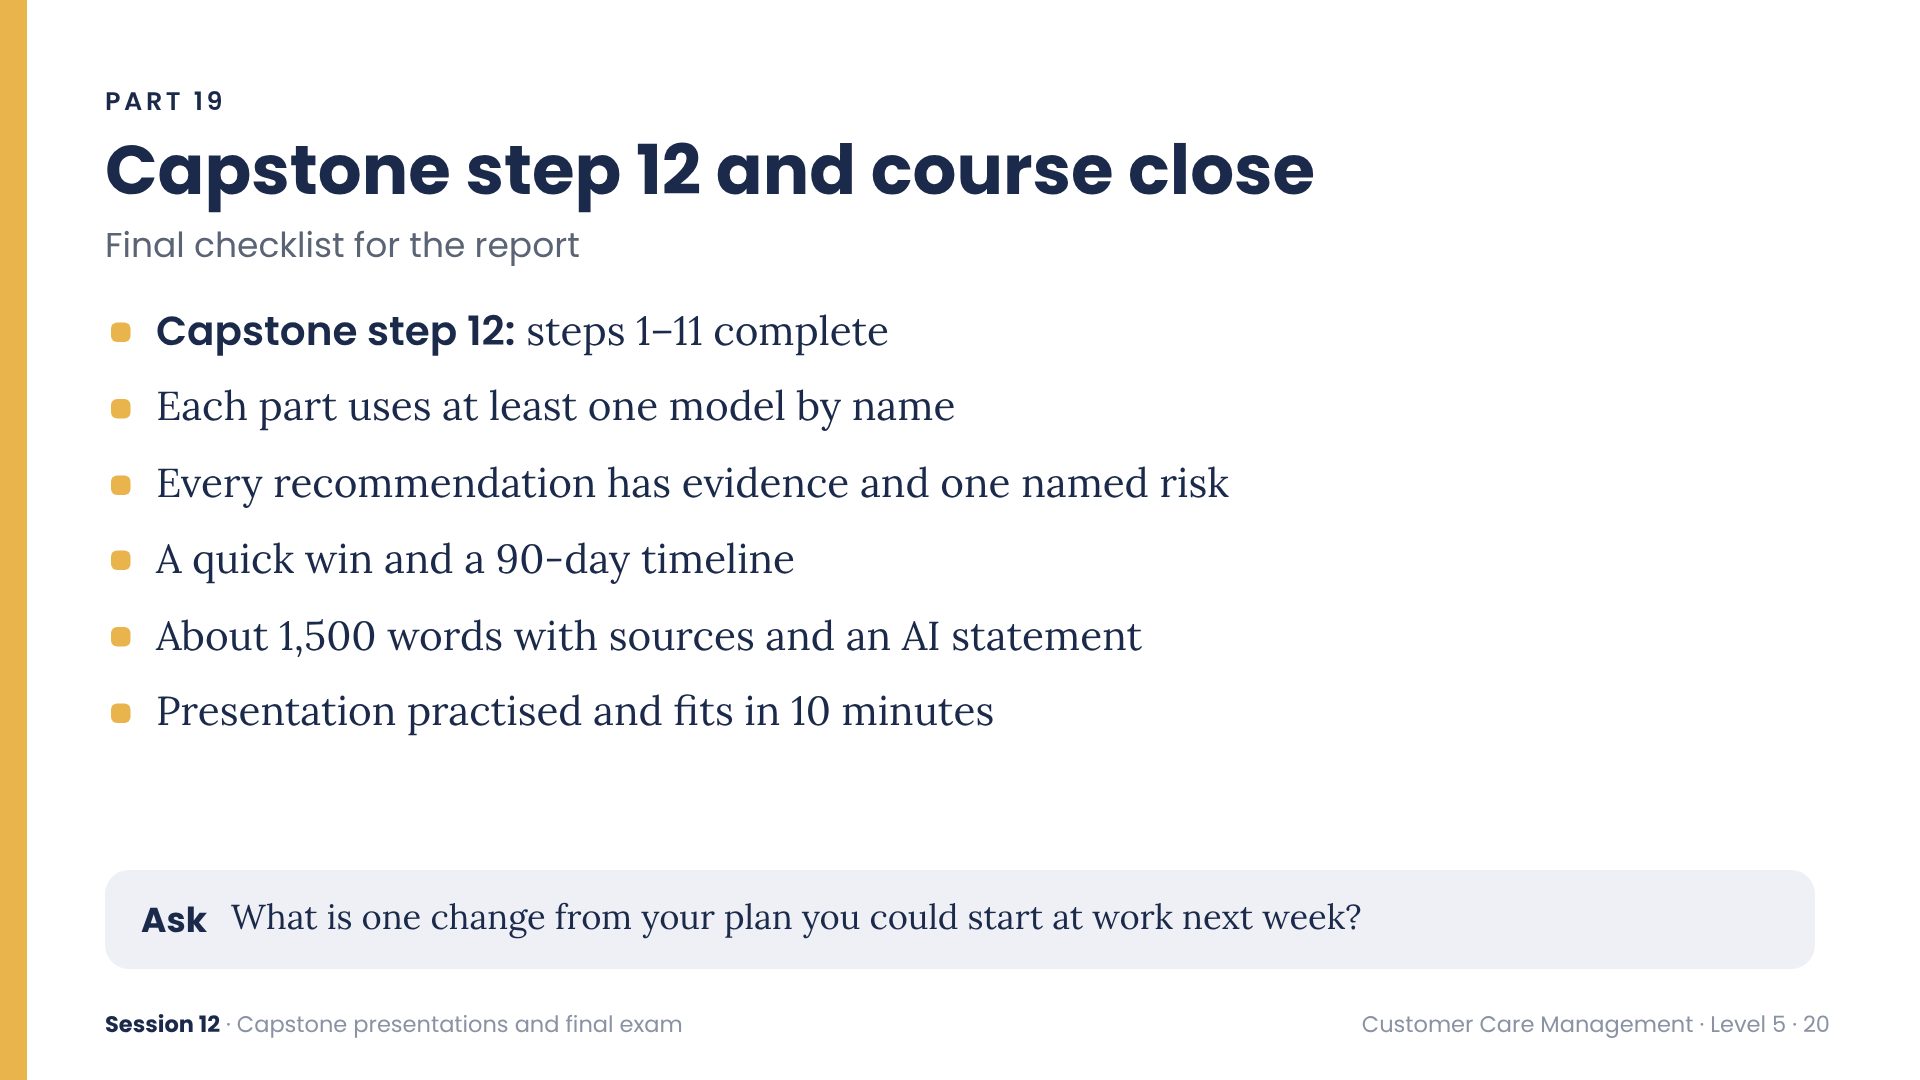 PART 19
Capstone step 12 and course close
Final checklist for the report
Capstone step 12: steps 1–11 complete
Each part uses at least one model by name
Every recommendation has evidence and one named risk
A quick win and a 90-day timeline
About 1,500 words with sources and an AI statement
Presentation practised and fits in 10 minutes
Ask What is one change from your plan you could start at work next week?
Session 12 · Capstone presentations and final exam
Customer Care Management · Level 5 · 20